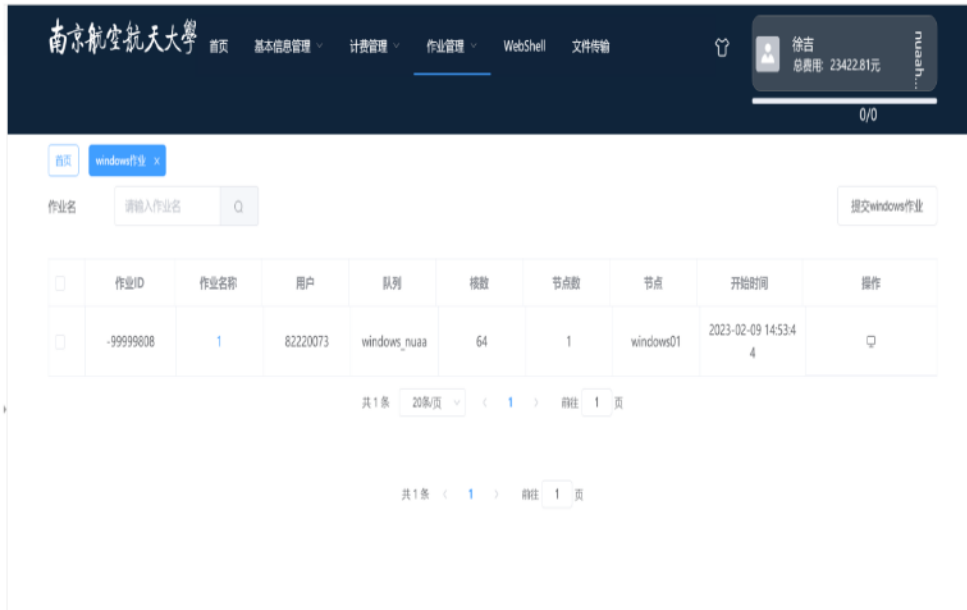 南京航空航天大學 首页 基本信息管理 计费管理 作业管理 WebShell 文件传输 徐吉 nuaah...
总费用: 23422.81元
0/0
首页 windows作业 x
作业名 请输入作业名 提交windows作业
作业ID 作业名称 用户 队列 核数 节点数 节点 开始时间 操作
-99999808 1 82220073 windows_nuaa 64 1 windows01 2023-02-09 14:53:4
4
共 1 条 20条/页 < 1 > 前往 1 页
共 1 条 < 1 > 前往 1 页